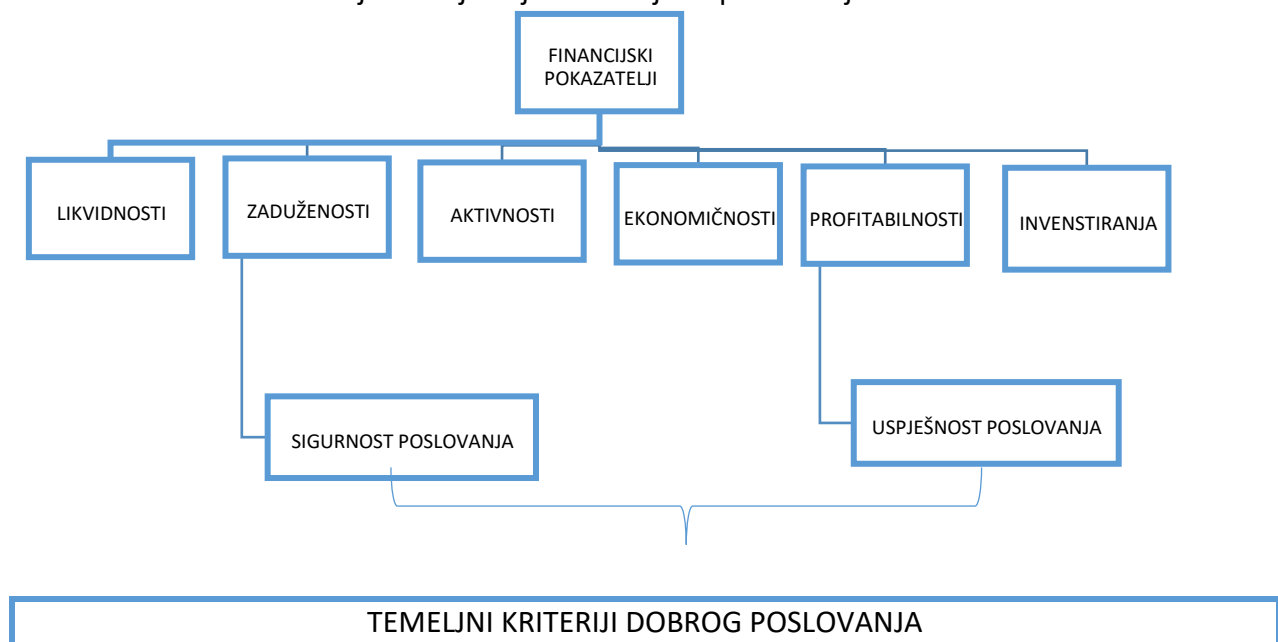 FINANCIJSKI
POKAZATELJI
LIKVIDNOSTI
ZADUŽENOSTI
AKTIVNOSTI
EKONOMIČNOSTI
PROFITABILNOSTI
INVENSTIRANJA
SIGURNOST POSLOVANJA
USPJEŠNOST POSLOVANJA
TEMELJNI KRITERIJI DOBROG POSLOVANJA